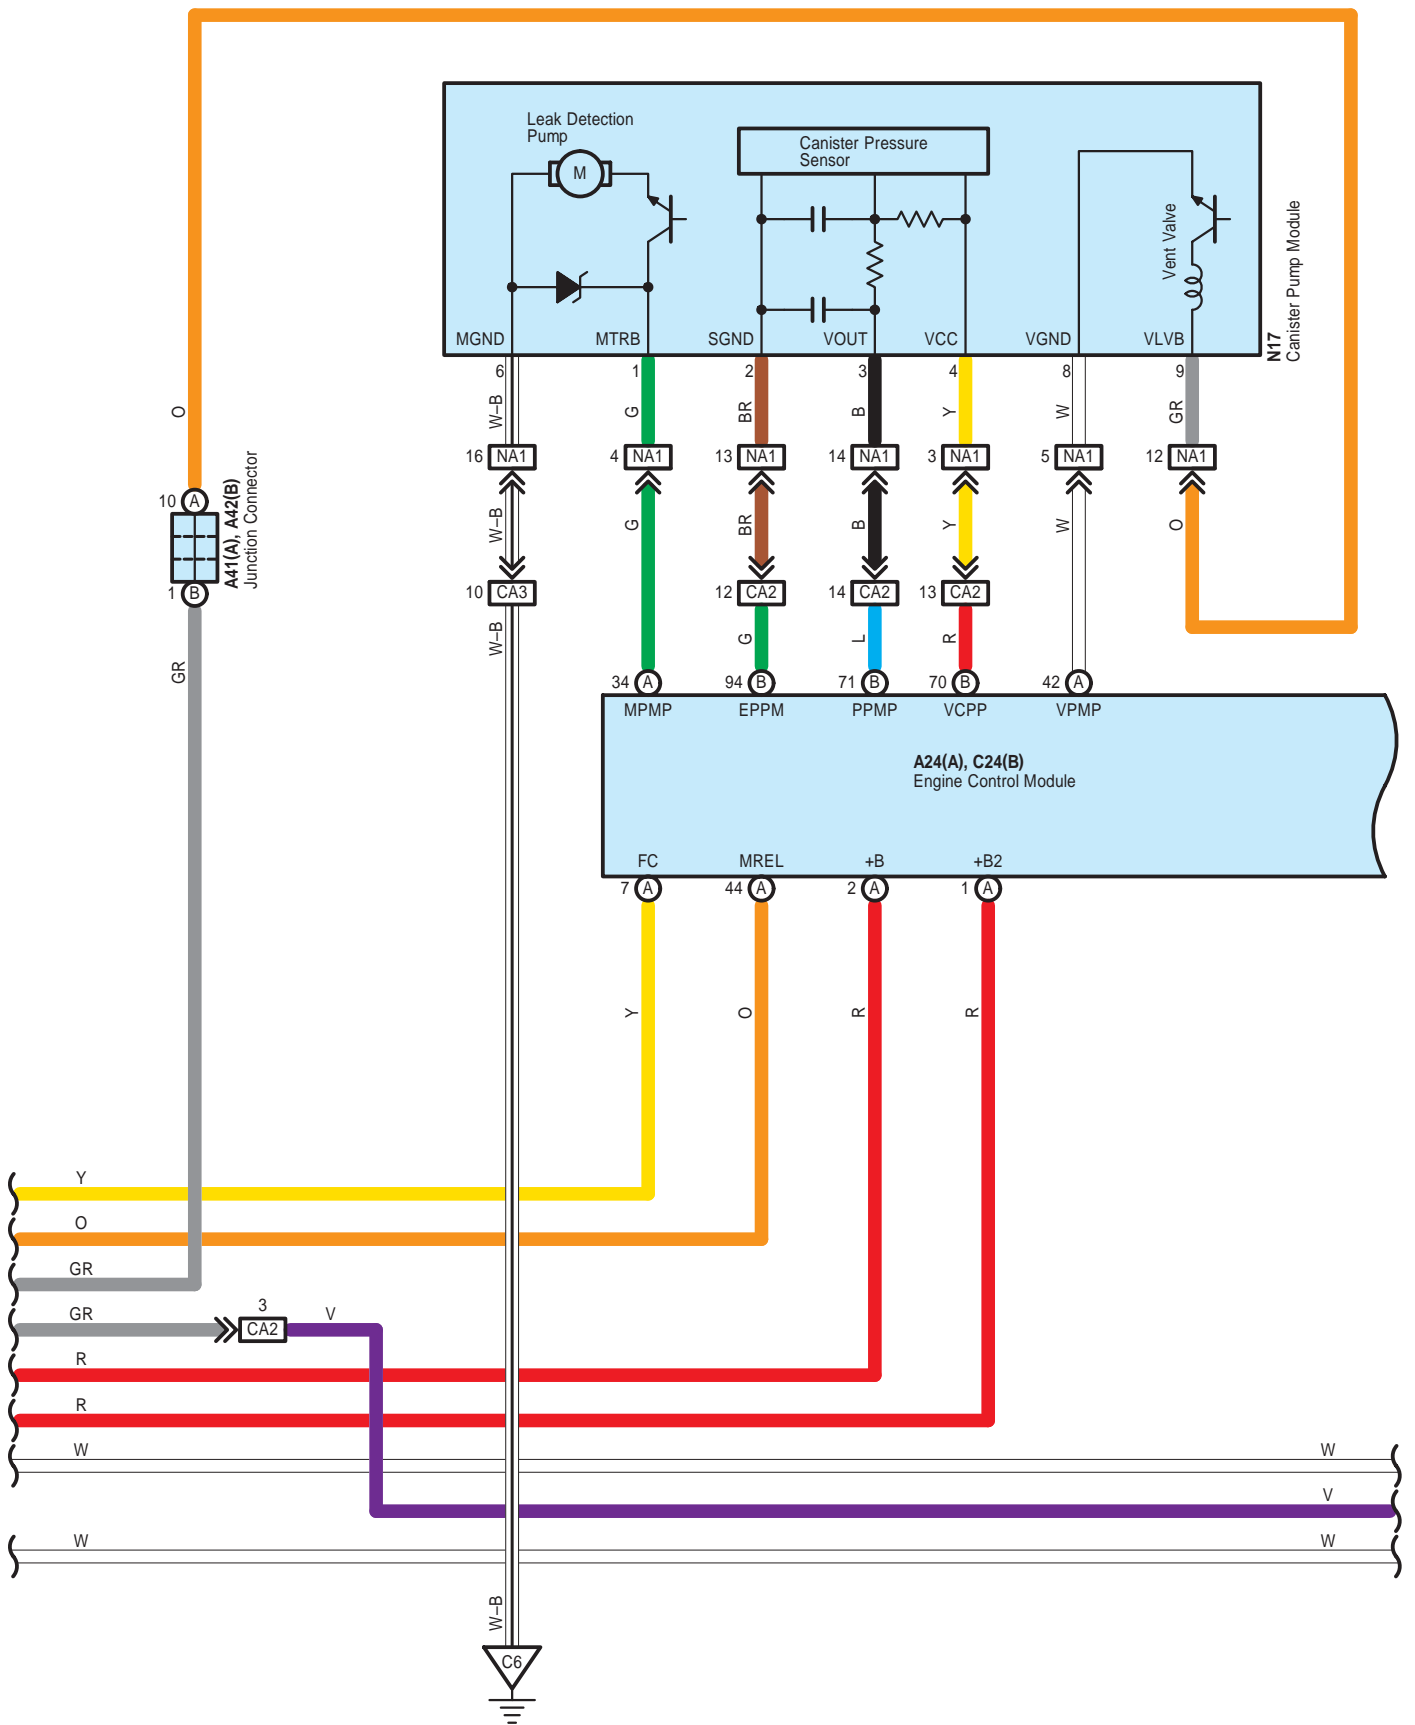 Leak Detection
Pump
M
Canister Pressure
Sensor
Vent Valve
N17
Canister Pump Module
MGND MTRB SGND VOUT VCC VGND VLVB
6 1 2 3 4 8 9
O W–B G BR B Y W GR
16 NA1 4 NA1 13 NA1 14 NA1 3 NA1 5 NA1 12 NA1
10 A
A41(A), A42(B)
Junction Connector
W–B G BR B Y W O
1 B 10 CA3 12 CA2 14 CA2 13 CA2
GR W–B G L R
34 A 94 B 71 B 70 B 42 A
MPMP EPPM PPMP VCPP VPMP
A24(A), C24(B)
Engine Control Module
FC MREL +B +B2
7 A 44 A 2 A 1 A
Y O R R
Y
O
GR
GR 3 CA2 V
R
R
W W
V
W W
W–B
C6